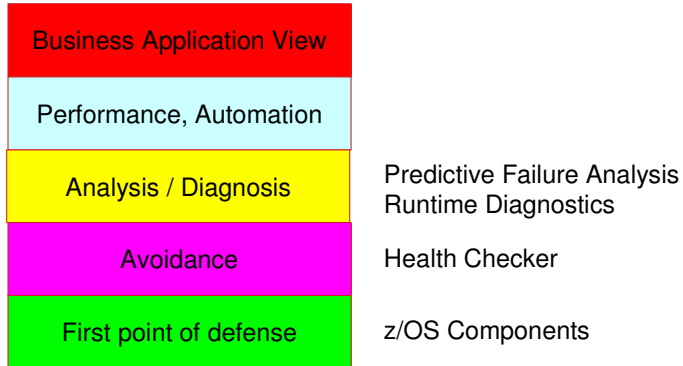 Business Application View
Performance, Automation
Analysis / Diagnosis
Predictive Failure Analysis
Runtime Diagnostics
Avoidance
Health Checker
First point of defense
z/OS Components